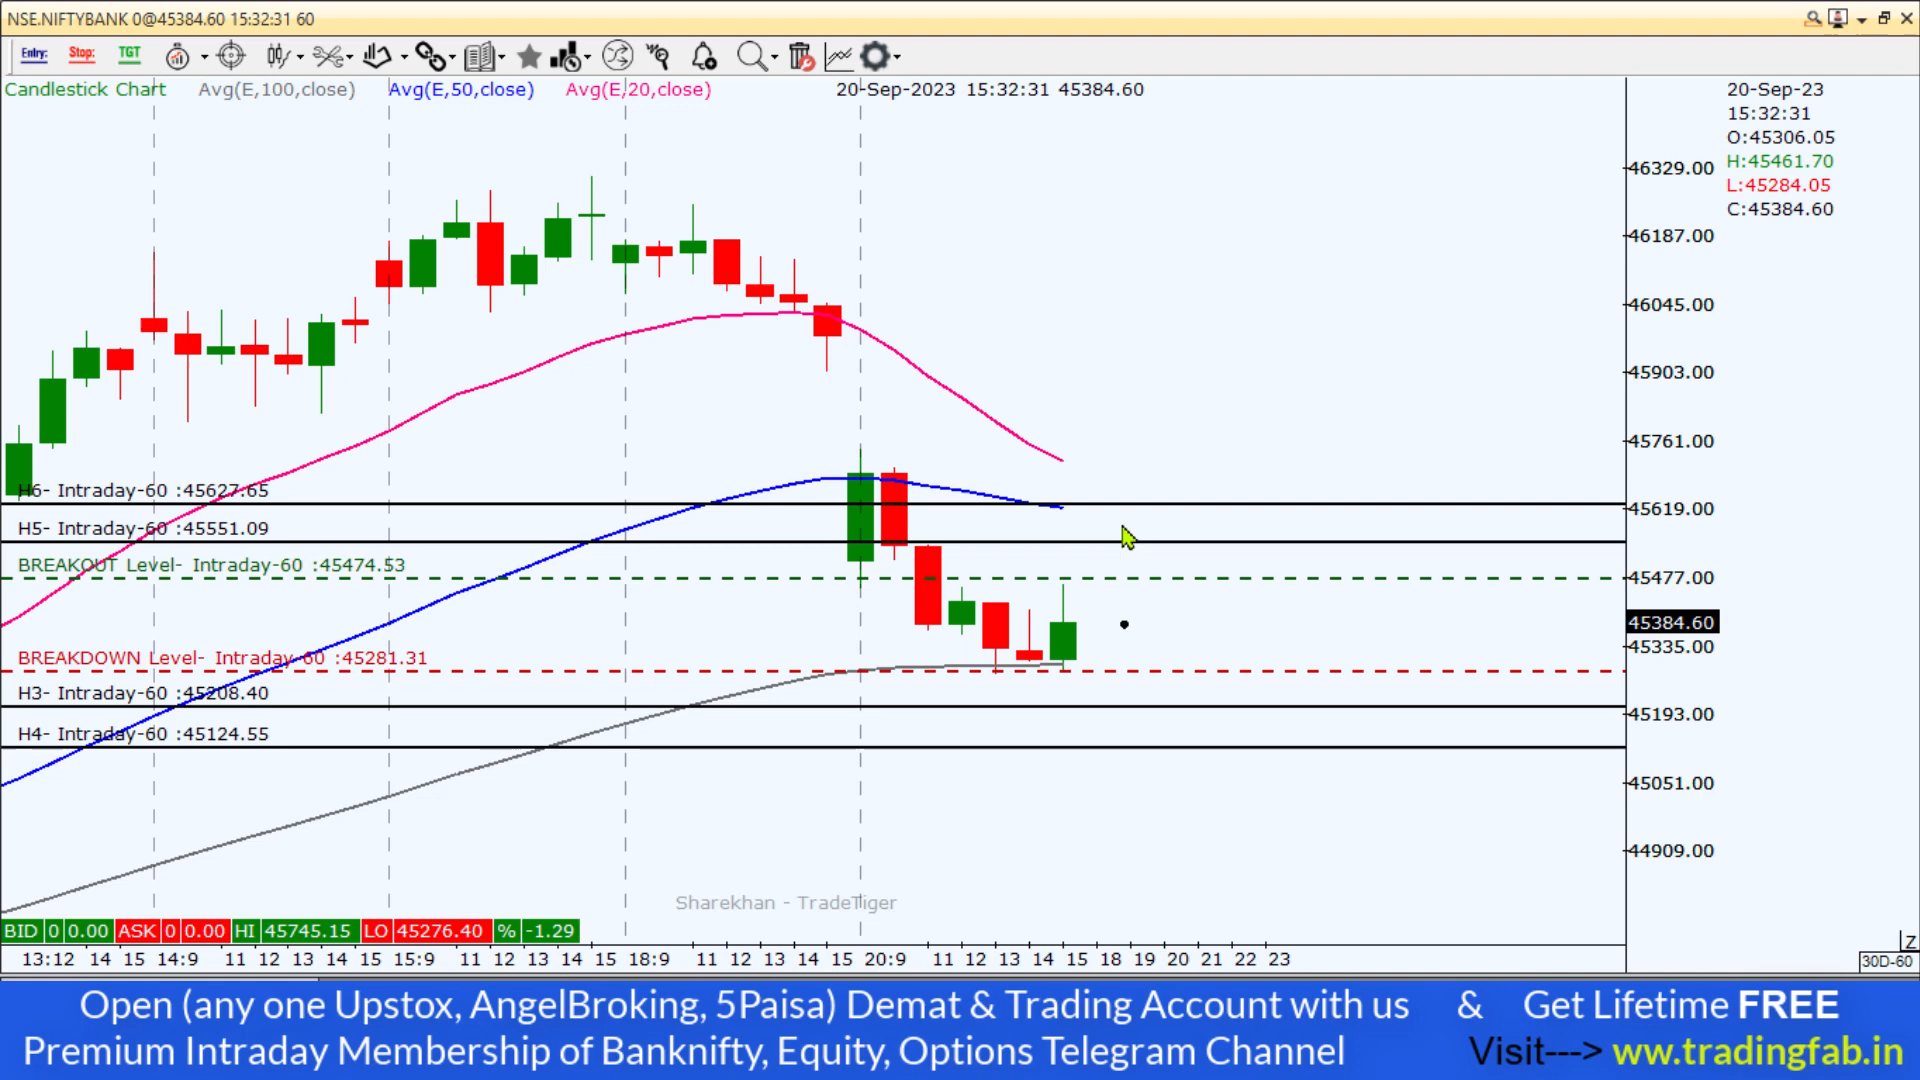 NSE.NIFTYBANK 0@45384.60 15:32:31 60
Entry: Stop: TGT
Candlestick Chart Avg(E,100,close) Avg(E,50,close) Avg(E,20,close) 20-Sep-2023 15:32:31 45384.60
20-Sep-23
15:32:31
O:45306.05
H:45461.70
L:45284.05
C:45384.60
46329.00
46187.00
46045.00
45903.00
45761.00
45619.00
45477.00
45384.60
45335.00
45193.00
45051.00
44909.00
H6- Intraday-60 :45627.65
H5- Intraday-60 :45551.09
BREAKOUT Level- Intraday-60 :45474.53
BREAKDOWN Level- Intraday-60 :45281.31
H3- Intraday-60 :45208.40
H4- Intraday-60 :45124.55
Sharekhan - TradeTiger
BID 0 0.00 ASK 0 0.00 HI 45745.15 LO 45276.40 % -1.29
Z
13:12 14 15 14:9 11 12 13 14 15 15:9 11 12 13 14 15 18:9 11 12 13 14 15 20:9 11 12 13 14 15 18 19 20 21 22 23
30D-60
Open (any one Upstox, AngelBroking, 5Paisa) Demat & Trading Account with us & Get Lifetime FREE
Premium Intraday Membership of Banknifty, Equity, Options Telegram Channel Visit---> ww.tradingfab.in